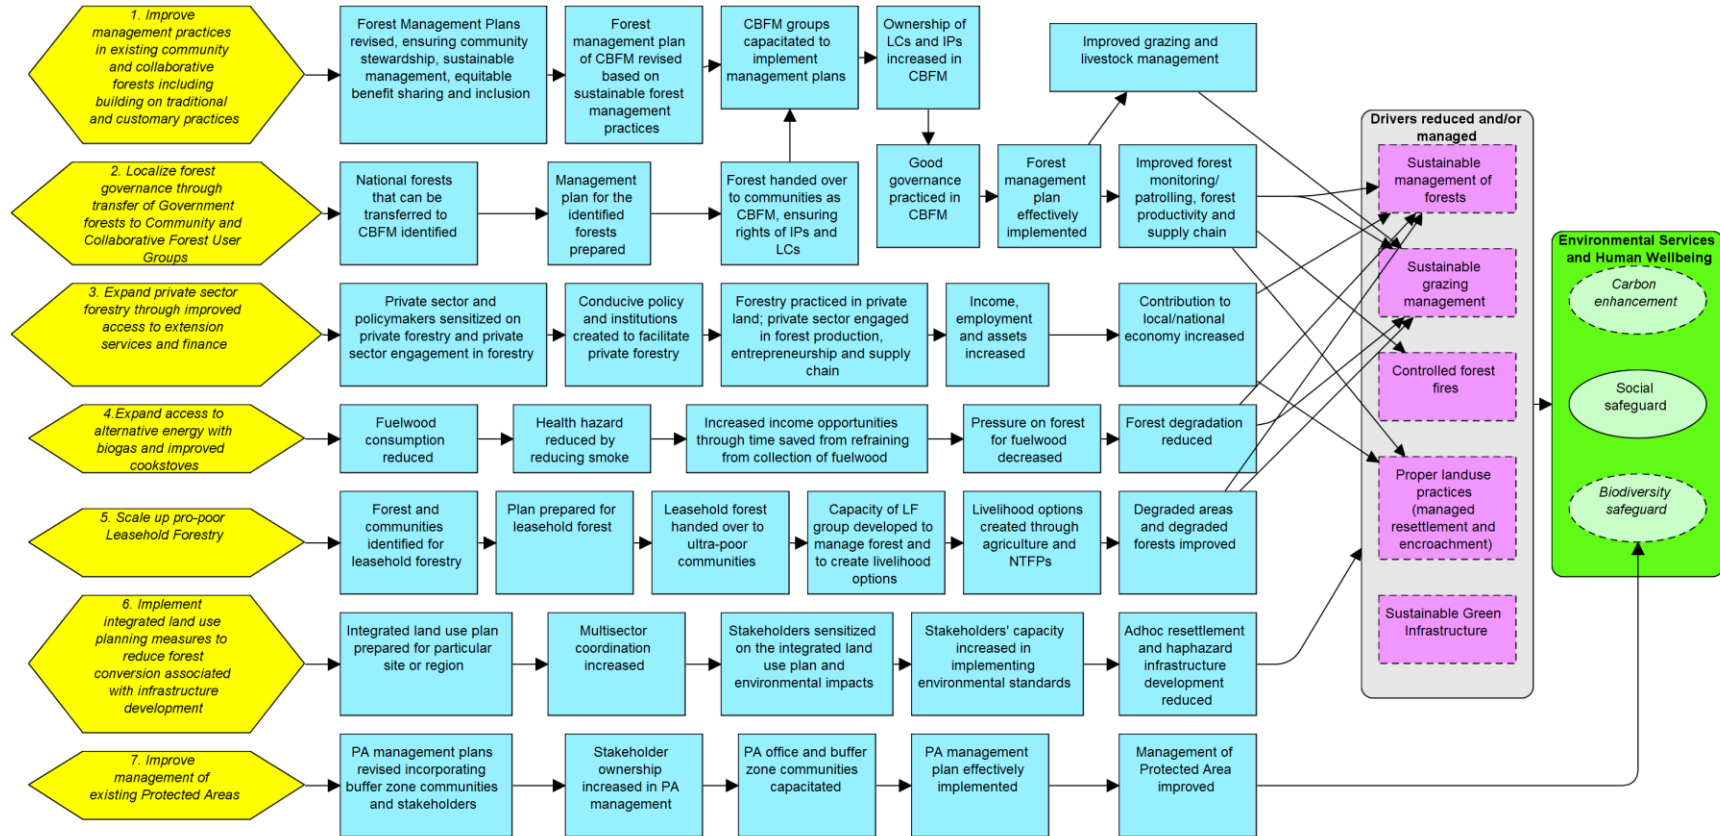 1. Improve
management practices
in existing community
and collaborative
forests including
building on traditional
and customary practices
Forest Management Plans
revised, ensuring community
stewardship, sustainable
management, equitable
benefit sharing and inclusion
Forest
management plan
of CBFM revised
based on
sustainable forest
management
practices
CBFM groups
capacitated to
implement
management plans
Ownership of
LCs and IPs
increased in
CBFM
Improved grazing and
livestock management
2. Localize forest
governance through
transfer of Government
forests to Community and
Collaborative Forest User
Groups
National forests
that can be
transferred to
CBFM identified
Management
plan for the
identified
forests
prepared
Forest handed over
to communities as
CBFM, ensuring
rights of IPs and
LCs
Good
governance
practiced in
CBFM
Forest
management
plan
effectively
implemented
Improved forest
monitoring/
patrolling, forest
productivity and
supply chain
3. Expand private sector
forestry through improved
access to extension
services and finance
Private sector and
policymakers sensitized on
private forestry and private
sector engagement in forestry
Conducive policy
and institutions
created to facilitate
private forestry
Forestry practiced in private
land; private sector engaged
in forest production,
entrepreneurship and supply
chain
Income,
employment
and assets
increased
Contribution to
local/national
economy increased
4.Expand access to
alternative energy with
biogas and improved
cookstoves
Fuelwood
consumption
reduced
Health hazard
reduced by
reducing smoke
Increased income opportunities
through time saved from refraining
from collection of fuelwood
Pressure on forest
for fuelwood
decreased
Forest degradation
reduced
5. Scale up pro-poor
Leasehold Forestry
Forest and
communities
identified for
leasehold forestry
Plan prepared for
leasehold forest
Leasehold forest
handed over to
ultra-poor
communities
Capacity of LF
group developed to
manage forest and
to create livelihood
options
Livelihood options
created through
agriculture and
NTFPs
Degraded areas
and degraded
forests improved
6. Implement
integrated land use
planning measures to
reduce forest
conversion associated
with infrastructure
development
Integrated land use plan
prepared for particular
site or region
Multisector
coordination
increased
Stakeholders sensitized
on the integrated land
use plan and
environmental impacts
Stakeholders' capacity
increased in
implementing
environmental standards
Adhoc resettlement
and haphazard
infrastructure
development
reduced
7. Improve
management of
existing Protected Areas
PA management plans
revised incorporating
buffer zone communities
and stakeholders
Stakeholder
ownership
increased in PA
management
PA office and buffer
zone communities
capacitated
PA management
plan effectively
implemented
Management of
Protected Area
improved
Drivers reduced and/or
managed
Sustainable
management of
forests
Sustainable
grazing
management
Controlled forest
fires
Proper landuse
practices
(managed
resettlement and
encroachment)
Sustainable Green
Infrastructure
Environmental Services
and Human Wellbeing
Carbon
enhancement
Social
safeguard
Biodiversity
safeguard